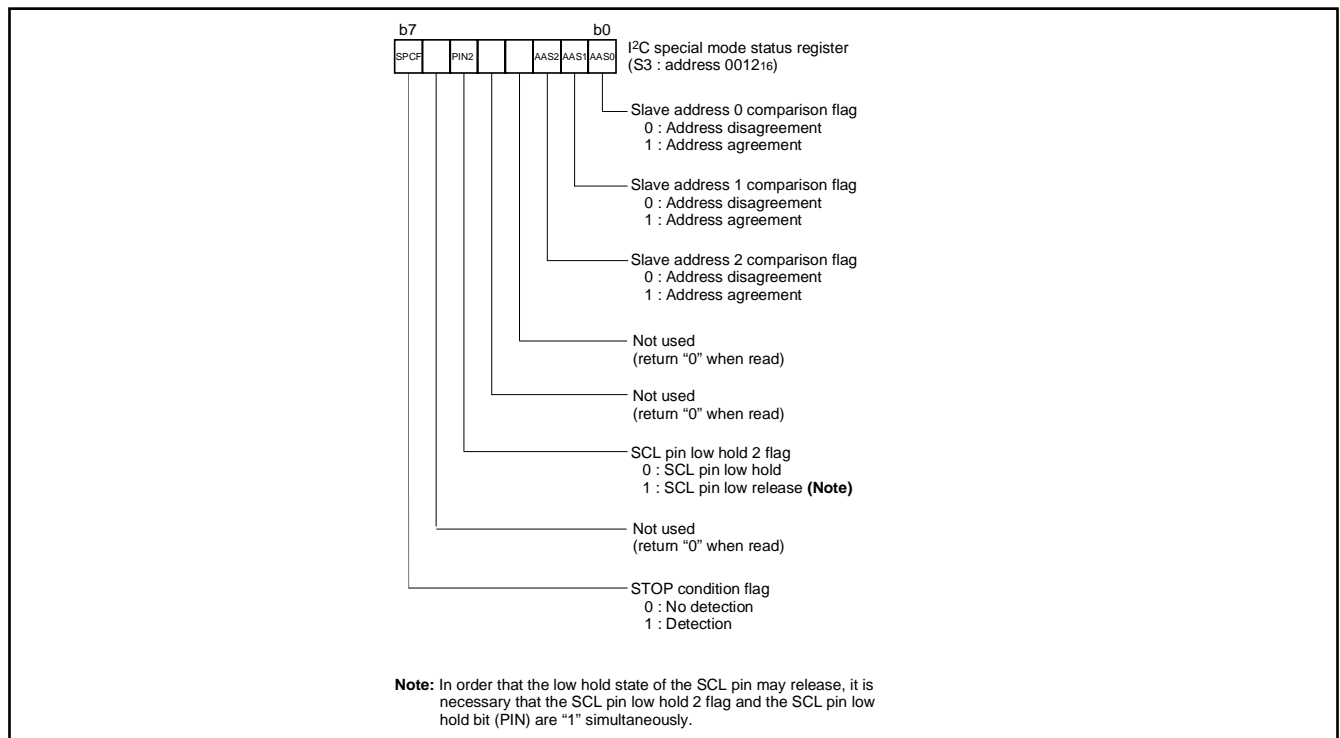 b7 b0
SPCF PIN2 AAS2 AAS1 AAS0
I2C special mode status register
(S3 : address 001216)
Slave address 0 comparison flag
0 : Address disagreement
1 : Address agreement
Slave address 1 comparison flag
0 : Address disagreement
1 : Address agreement
Slave address 2 comparison flag
0 : Address disagreement
1 : Address agreement
Not used
(return “0” when read)
Not used
(return “0” when read)
SCL pin low hold 2 flag
0 : SCL pin low hold
1 : SCL pin low release (Note)
Not used
(return “0” when read)
STOP condition flag
0 : No detection
1 : Detection
Note: In order that the low hold state of the SCL pin may release, it is
necessary that the SCL pin low hold 2 flag and the SCL pin low
hold bit (PIN) are “1” simultaneously.